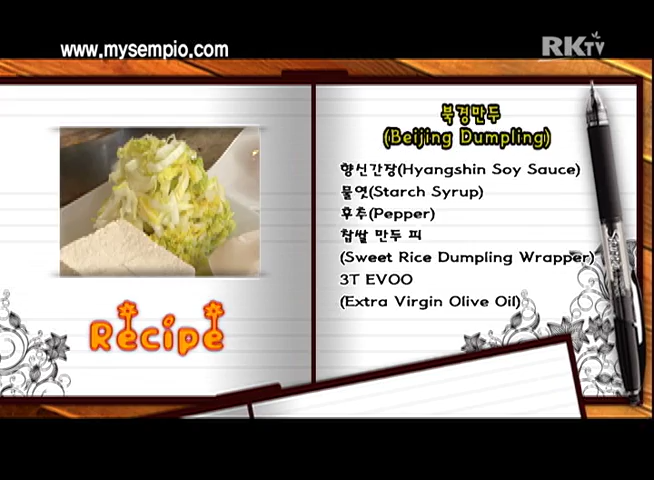 www.mysempio.com
RKTV
북경만두
(Beijing Dumpling)
향신간장(Hyangshin Soy Sauce)
물엿(Starch Syrup)
후추(Pepper)
찹쌀 만두 피
(Sweet Rice Dumpling Wrapper)
3T EVOO
(Extra Virgin Olive Oil)
Recipe